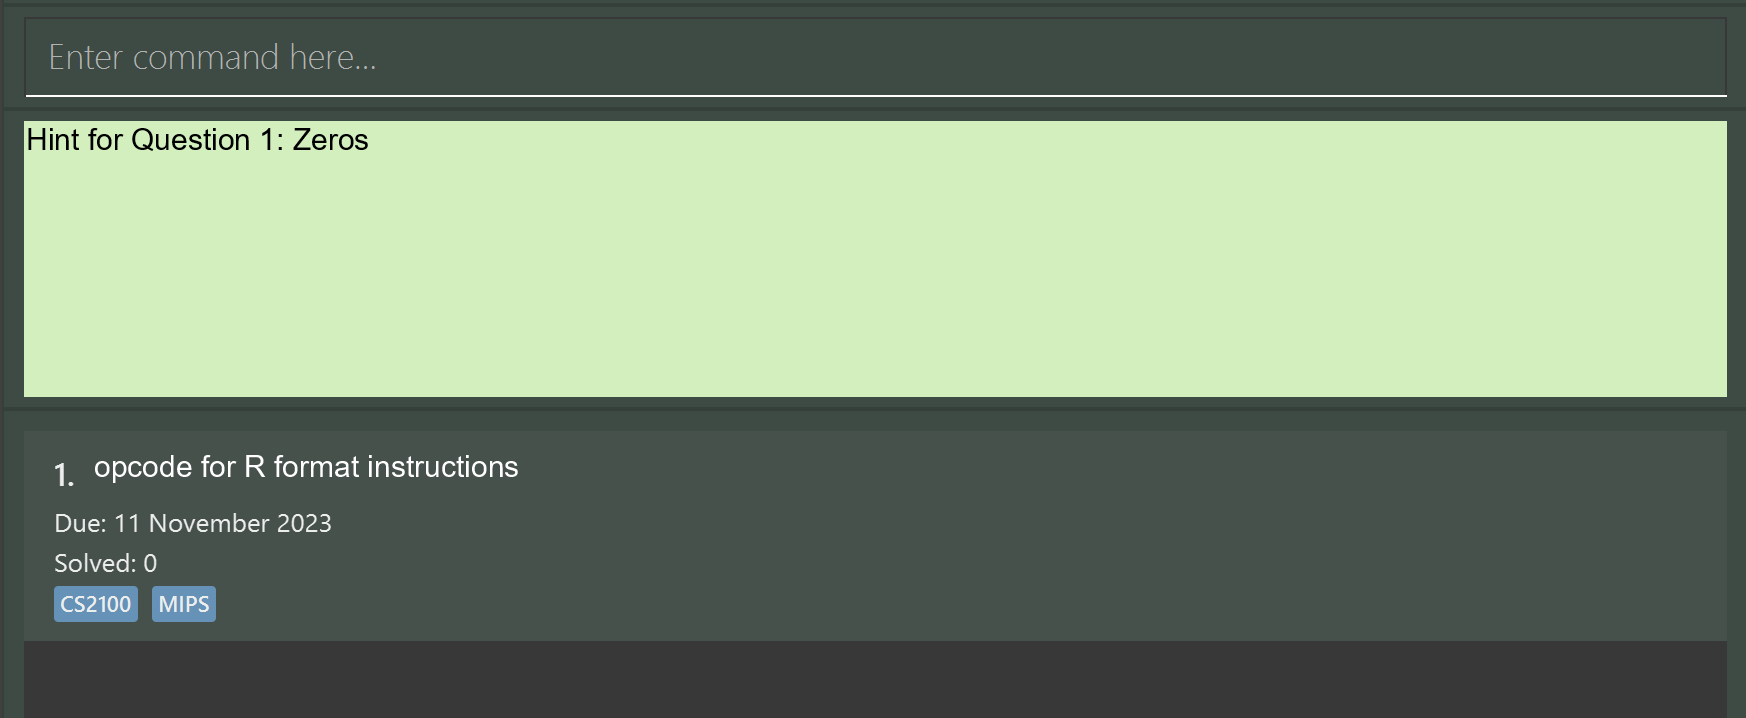 Enter command here...
Hint for Question 1: Zeros
1. opcode for R format instructions
Due: 11 November 2023
Solved: 0
CS2100 MIPS